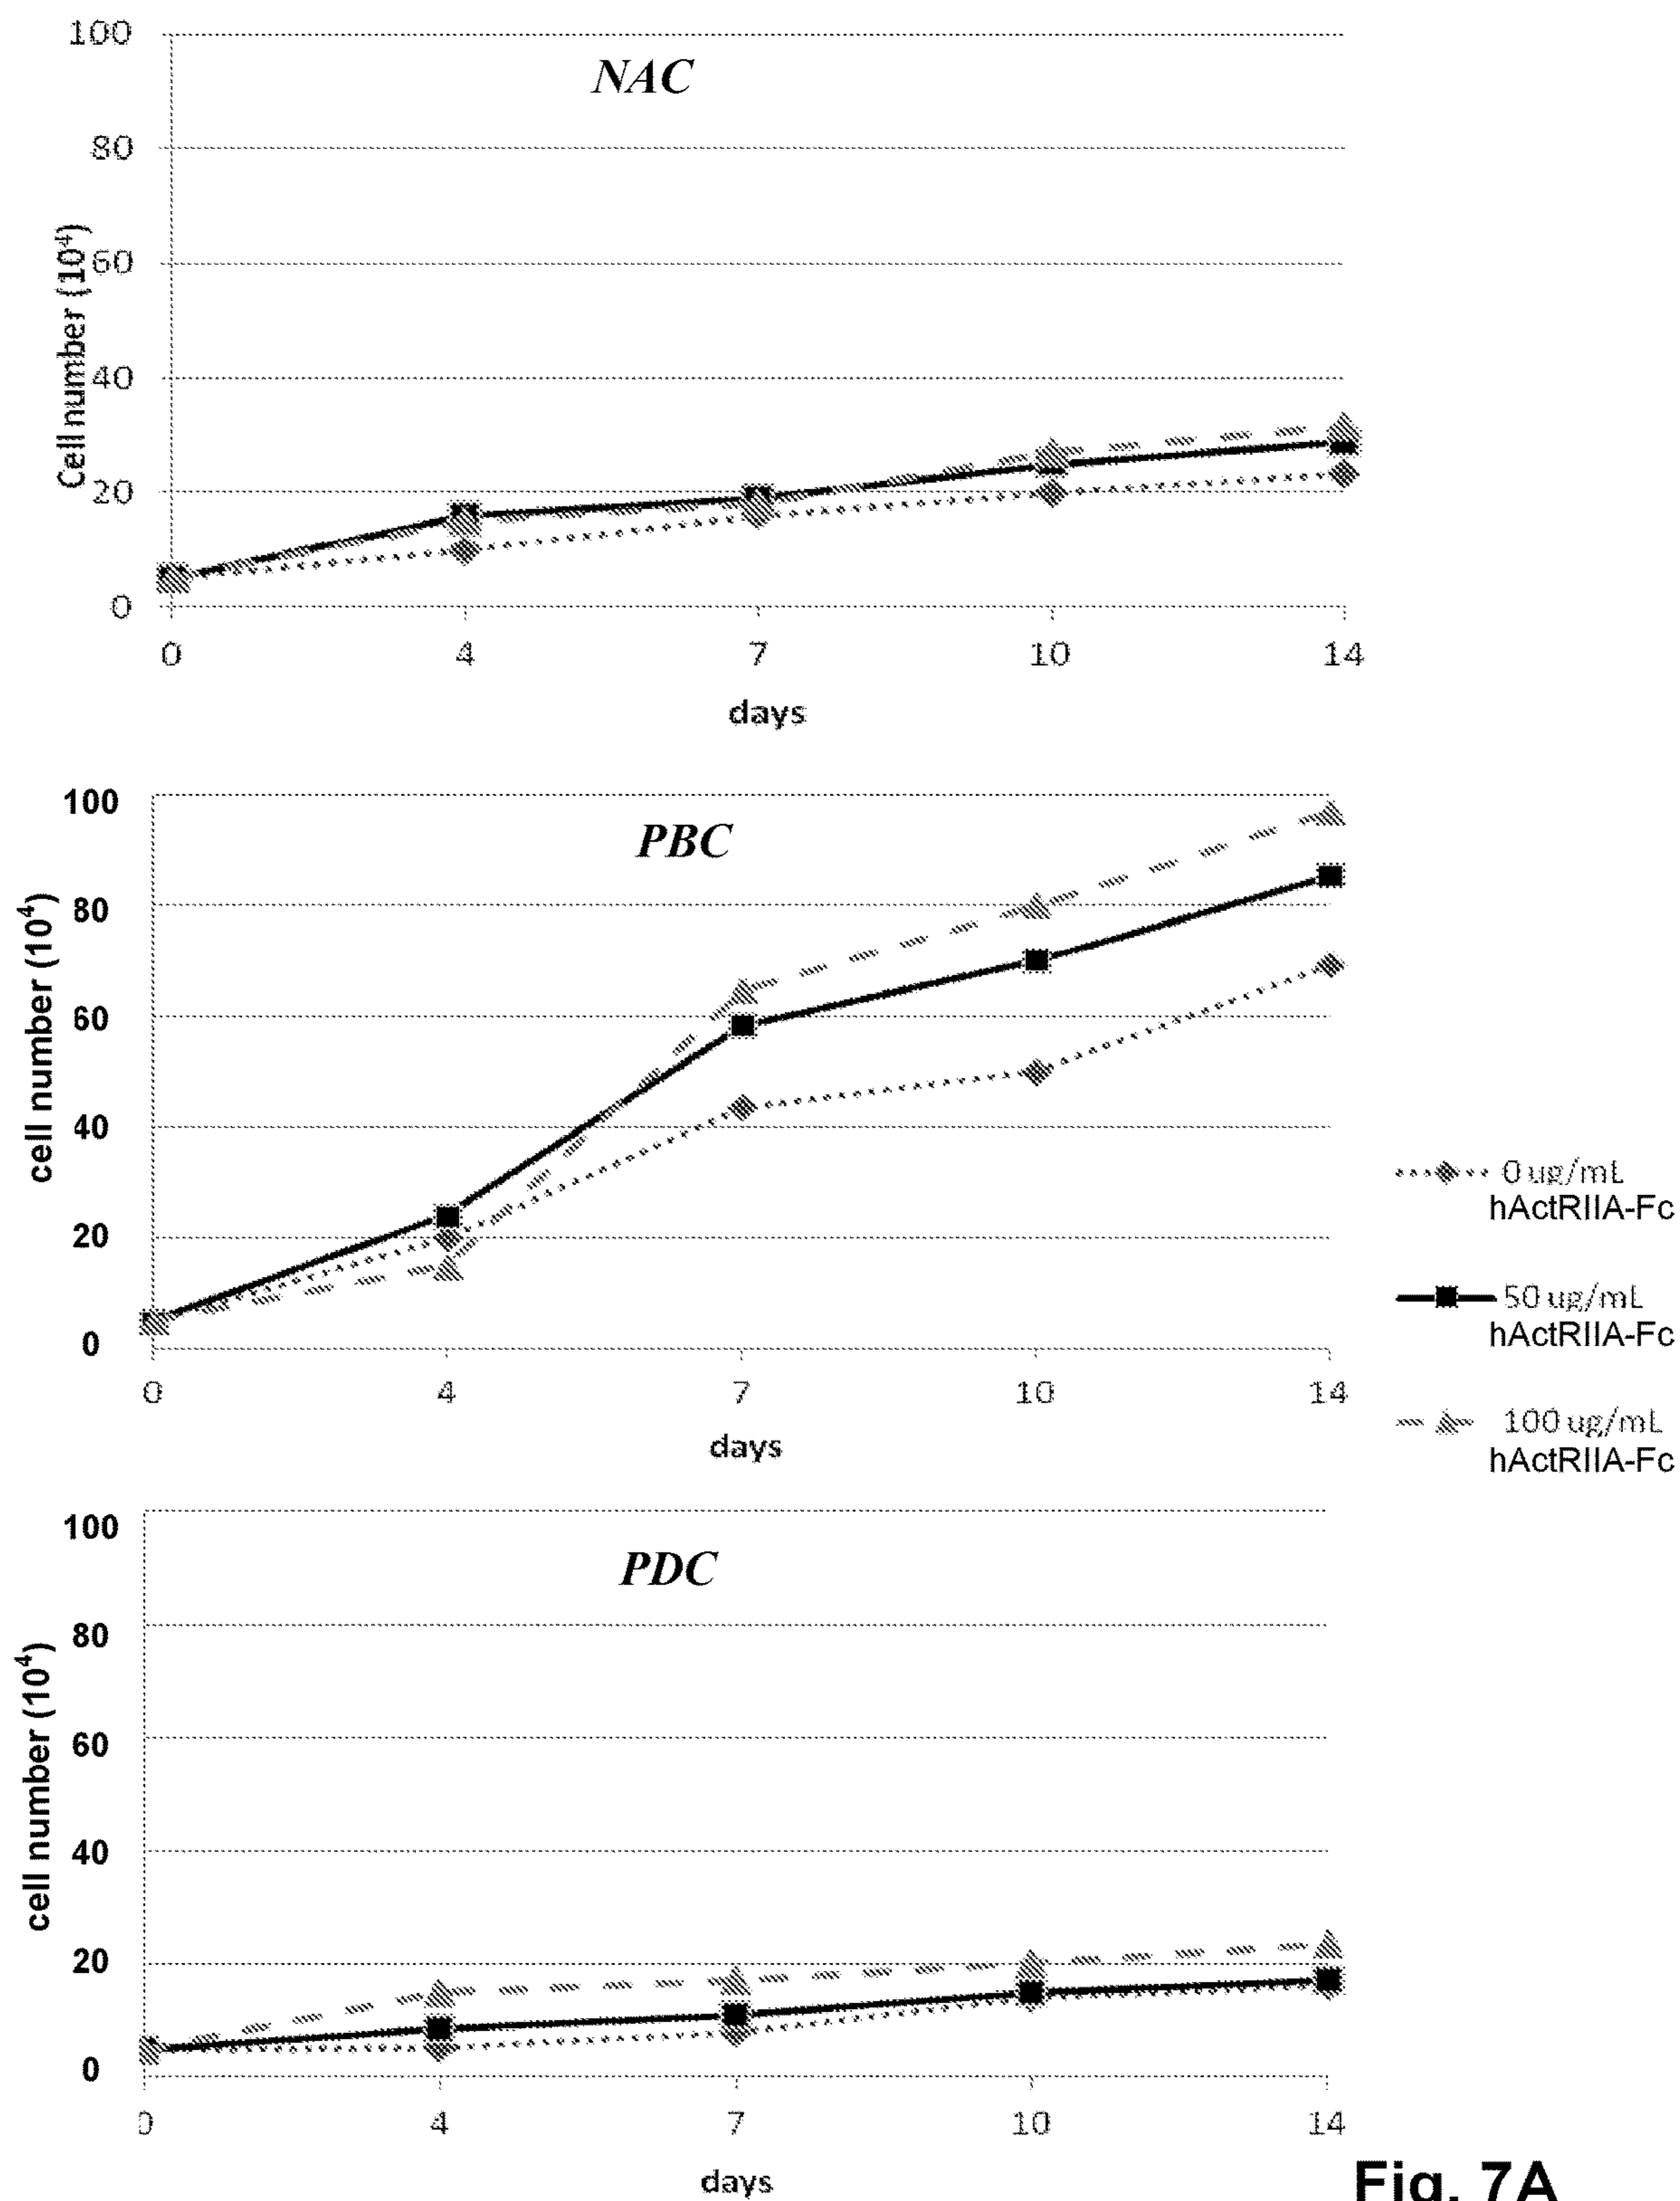 NAC
Cell number (10⁴)
100
80
60
40
20
0
0 4 7 10 14
days
PBC
cell number (10⁴)
100
80
60
40
20
0
0 4 7 10 14
days
0 ug/mL
hActRIIA-Fc
50 ug/mL
hActRIIA-Fc
100 ug/mL
hActRIIA-Fc
PDC
cell number (10⁴)
100
80
60
40
20
0
0 4 7 10 14
days
Fig. 7A